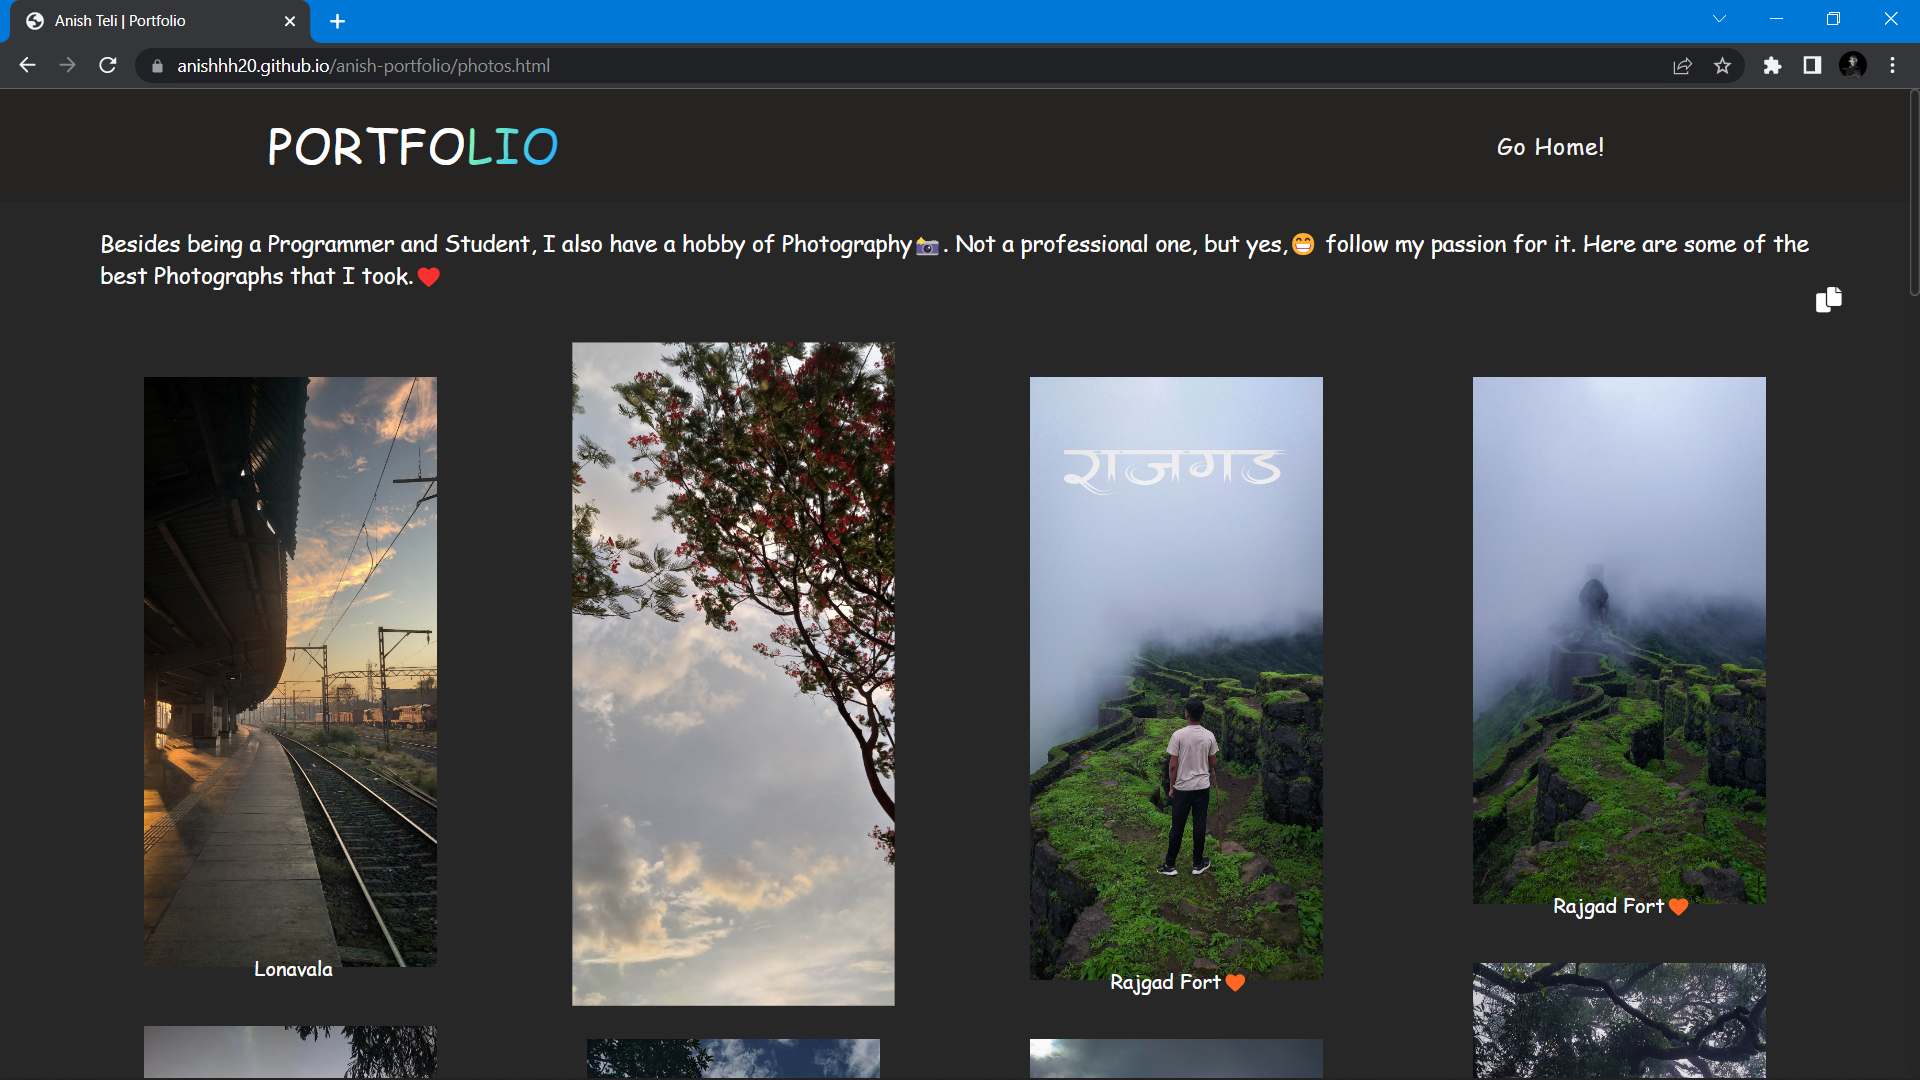 Anish Teli | Portfolio
anishhh20.github.io/anish-portfolio/photos.html
PORTFOLIO
Go Home!
Besides being a Programmer and Student, I also have a hobby of Photography📸. Not a professional one, but yes,😁 follow my passion for it. Here are some of the
best Photographs that I took.❤️
राजगड
Lonavala
Rajgad Fort🧡
Rajgad Fort🧡